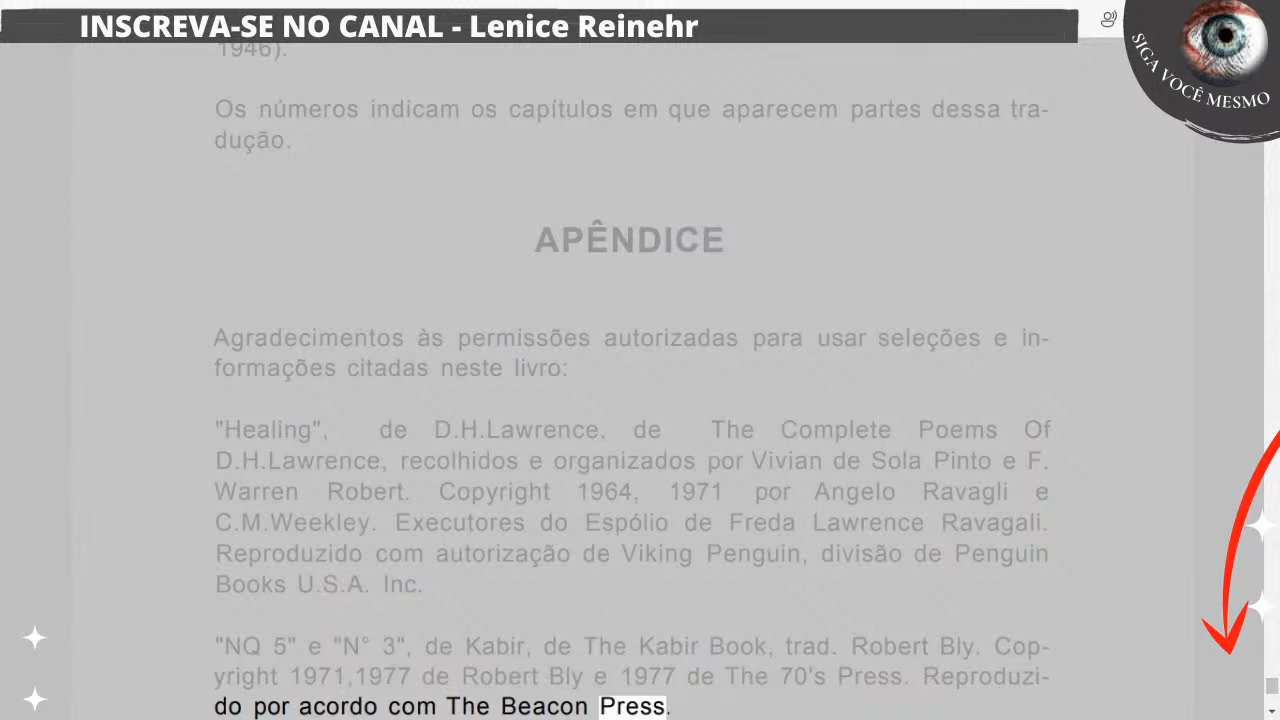 INSCREVA-SE NO CANAL - Lenice Reinehr
SIGA VOCÊ MESMO
1946).
Os números indicam os capítulos em que aparecem partes dessa tra-
dução.
APÊNDICE
Agradecimentos às permissões autorizadas para usar seleções e in-
formações citadas neste livro:
"Healing", de D.H.Lawrence, de The Complete Poems Of
D.H.Lawrence, recolhidos e organizados por Vivian de Sola Pinto e F.
Warren Robert. Copyright 1964, 1971 por Angelo Ravagli e
C.M.Weekley. Executores do Espólio de Freda Lawrence Ravagali.
Reproduzido com autorização de Viking Penguin, divisão de Penguin
Books U.S.A. Inc.
"NQ 5" e "N° 3", de Kabir, de The Kabir Book, trad. Robert Bly. Cop-
yright 1971,1977 de Robert Bly e 1977 de The 70's Press. Reproduzi-
do por acordo com The Beacon Press.